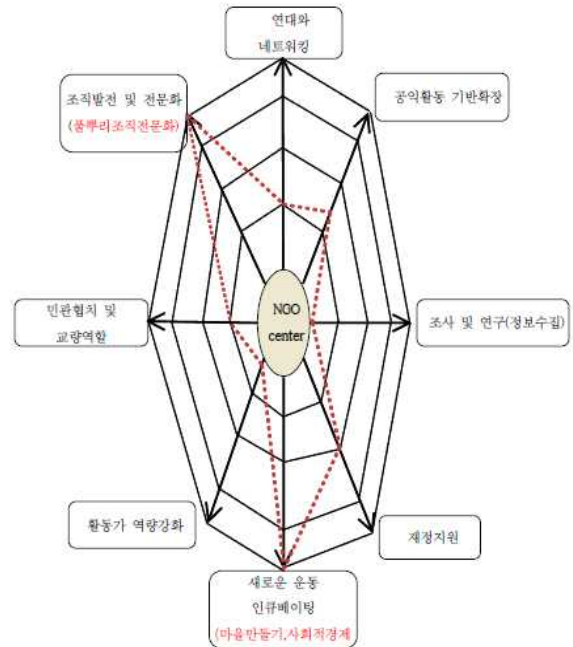 연대와
네트워킹
조직발전 및 전문화
(풀뿌리조직전문화)
공익활동 기반확장
민관협치 및
교량역할
NGO
center
조사 및 연구(정보수집)
활동가 역량강화
재정지원
새로운 운동
인큐베이팅
(마을만들기,사회적경제